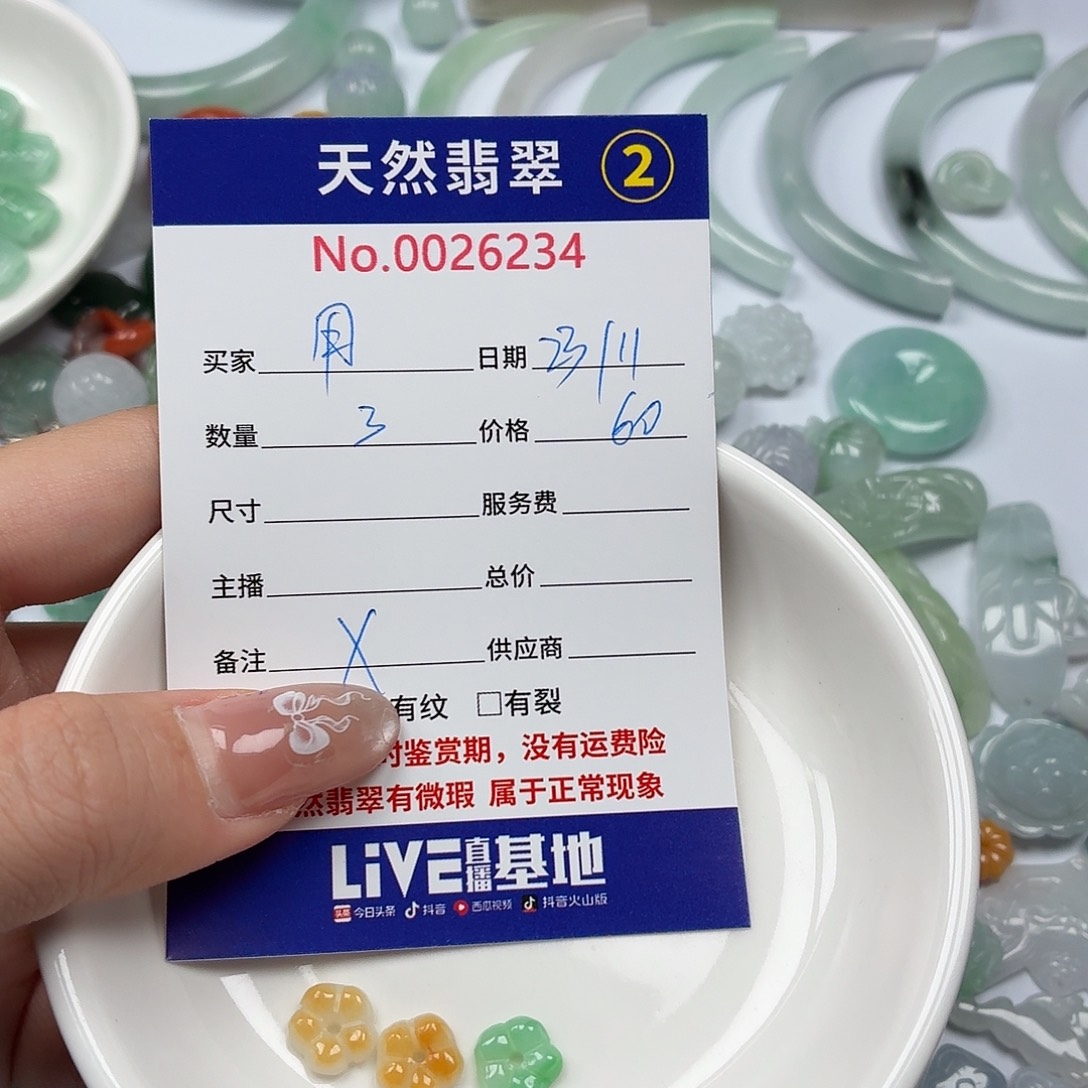 天然翡翠 2
No.0026234
买家 用 日期 23/11
数量 3 价格 60
尺寸 服务费
主播 总价
备注 X 供应商
有纹 □有裂
时鉴赏期，没有运费险
然翡翠有微瑕 属于正常现象
LiVE直播基地
头条 今日头条 抖音 西瓜视频 抖音火山版